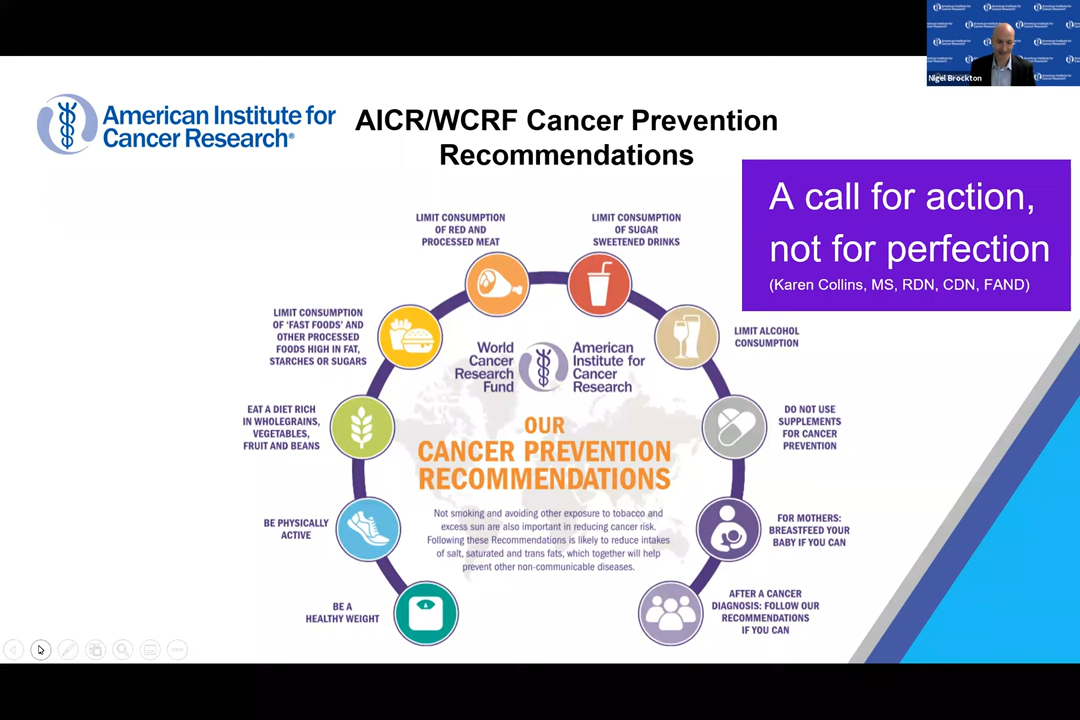 American Institute for
Cancer Research®
AICR/WCRF Cancer Prevention
Recommendations
Nigel Brockton
A call for action,
not for perfection
(Karen Collins, MS, RDN, CDN, FAND)
LIMIT CONSUMPTION
OF RED AND
PROCESSED MEAT
LIMIT CONSUMPTION
OF SUGAR
SWEETENED DRINKS
LIMIT CONSUMPTION
OF 'FAST FOODS' AND
OTHER PROCESSED
FOODS HIGH IN FAT,
STARCHES OR SUGARS
LIMIT ALCOHOL
CONSUMPTION
World
Cancer
Research
Fund
American
Institute for
Cancer
Research
EAT A DIET RICH
IN WHOLEGRAINS,
VEGETABLES,
FRUIT AND BEANS
DO NOT USE
SUPPLEMENTS
FOR CANCER
PREVENTION
OUR
CANCER PREVENTION
RECOMMENDATIONS
Not smoking and avoiding other exposure to tobacco and
excess sun are also important in reducing cancer risk.
Following these Recommendations is likely to reduce intakes
of salt, saturated and trans fats, which together will help
prevent other non-communicable diseases.
BE PHYSICALLY
ACTIVE
FOR MOTHERS:
BREASTFEED YOUR
BABY IF YOU CAN
BE A
HEALTHY WEIGHT
AFTER A CANCER
DIAGNOSIS: FOLLOW OUR
RECOMMENDATIONS
IF YOU CAN